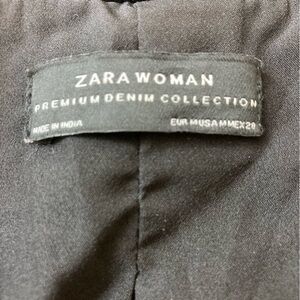 ZARA WOMAN
PREMIUM DENIM COLLECTION
MADE IN INDIA EUR M USA M MEX 28